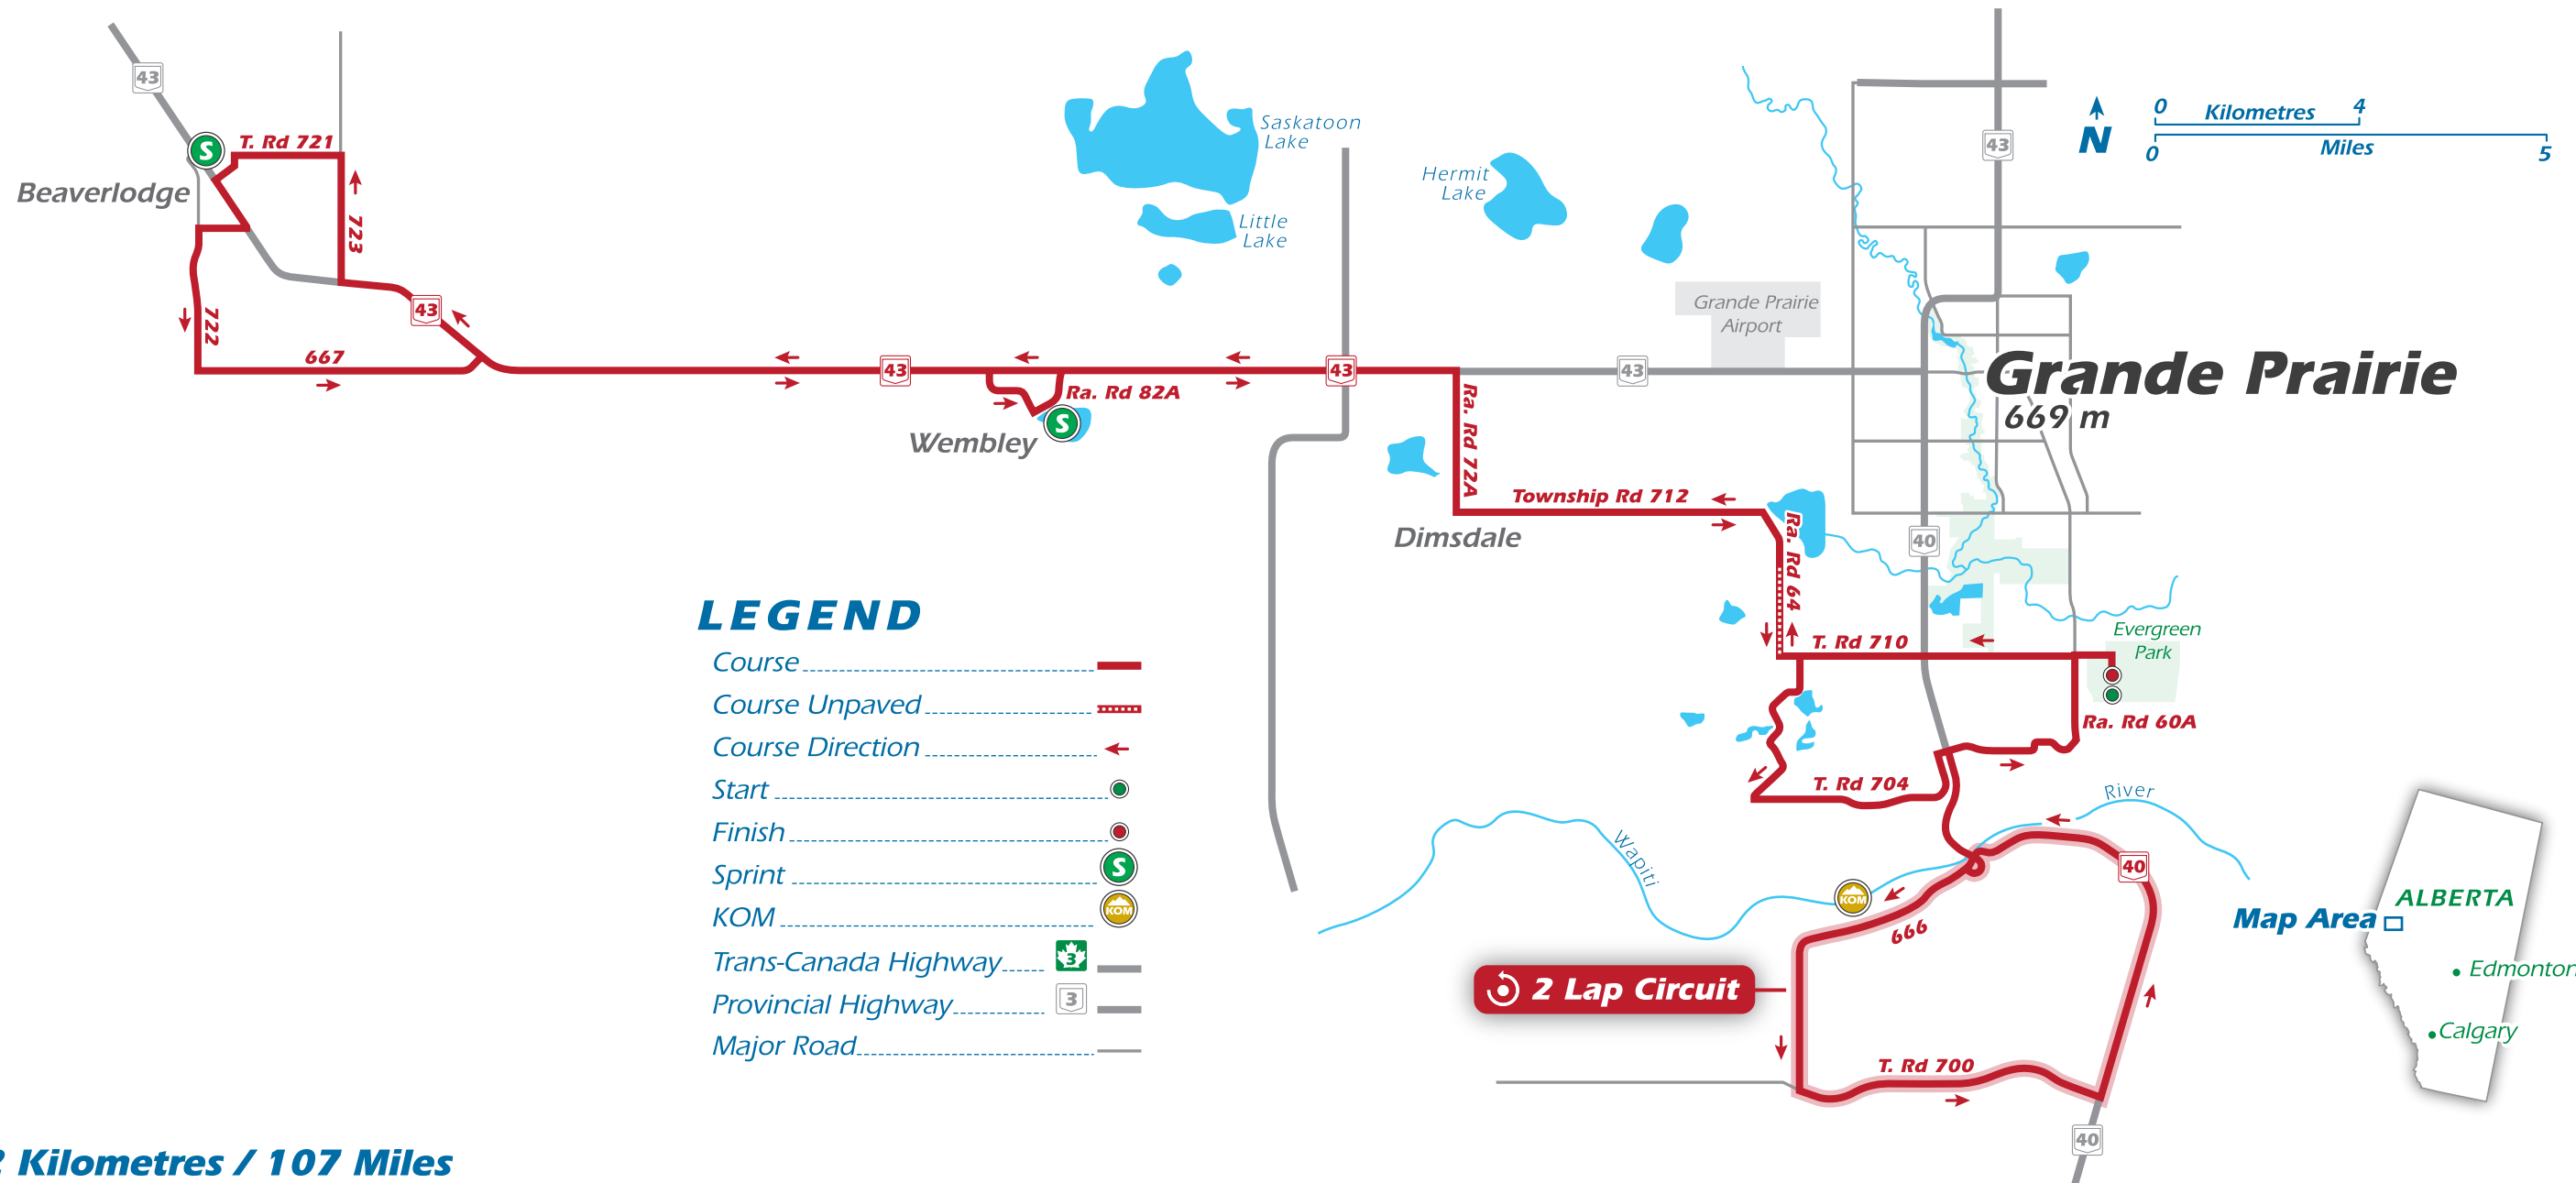 43
S
T. Rd 721
Beaverlodge
723
722
43
667
Saskatoon
Lake
Little
Lake
Hermit
Lake
43
43
43
Ra. Rd 82A
S
Wembley
Ra. Rd 72A
Grande Prairie
Airport
43
N
0 Kilometres 4
0 Miles 5
Grande Prairie
669 m
Township Rd 712
Dimsdale
Ra. Rd 64
40
T. Rd 710
Evergreen
Park
Ra. Rd 60A
T. Rd 704
River
Wapiti
40
KOM
666
2 Lap Circuit
T. Rd 700
40
LEGEND
Course
Course Unpaved
Course Direction
Start
Finish
Sprint S
KOM KOM
Trans-Canada Highway 3
Provincial Highway 3
Major Road
ALBERTA
Map Area
Edmonton
Calgary
2 Kilometres / 107 Miles